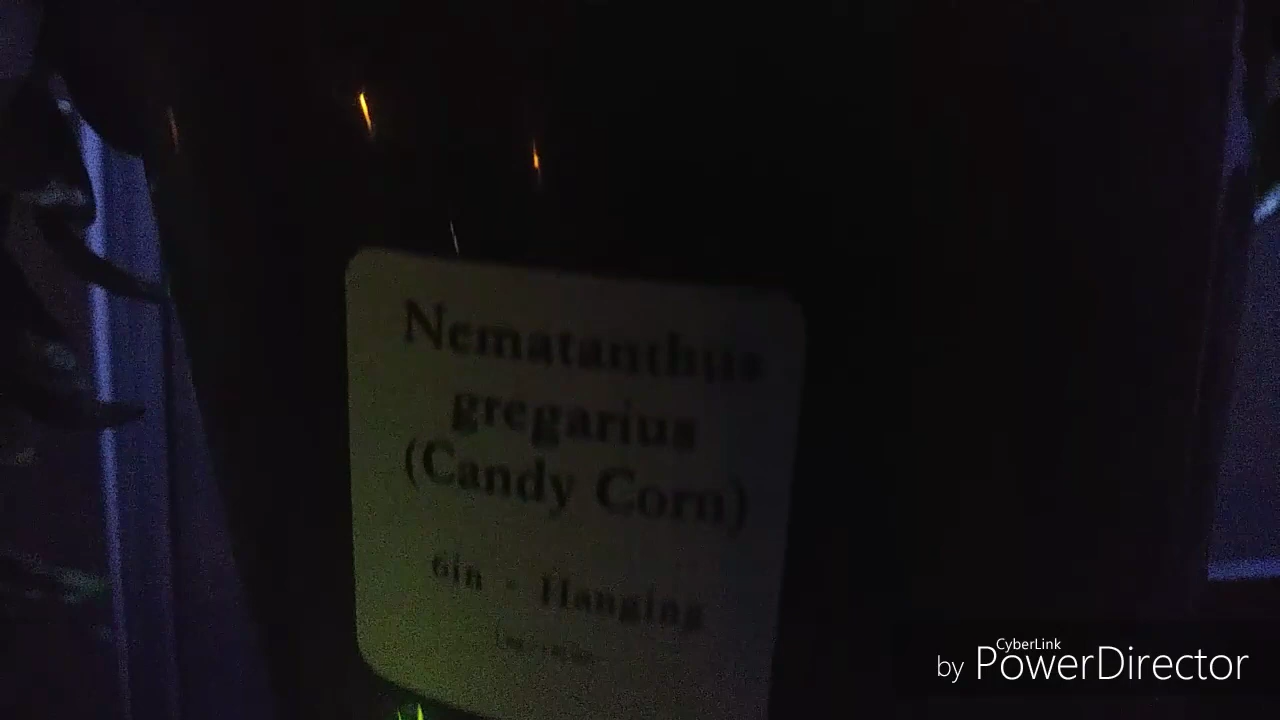 Nematanthus
gregarius
(Candy Corn)
6in - Hanging
CyberLink
by PowerDirector